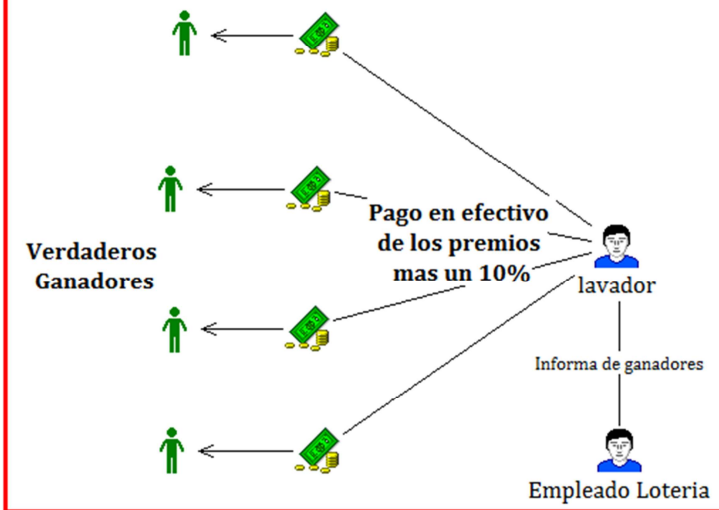 Pago en efectivo
de los premios
mas un 10%
Verdaderos
Ganadores
lavador
Informa de ganadores
Empleado Loteria